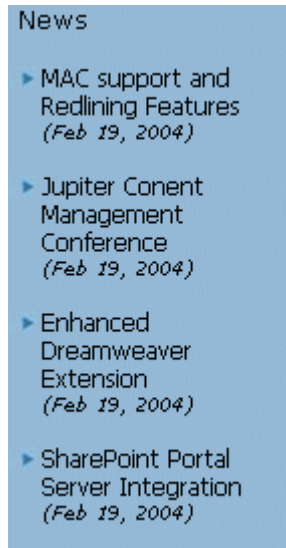 News
MAC support and
Redlining Features
(Feb 19, 2004)
Jupiter Conent
Management
Conference
(Feb 19, 2004)
Enhanced
Dreamweaver
Extension
(Feb 19, 2004)
SharePoint Portal
Server Integration
(Feb 19, 2004)